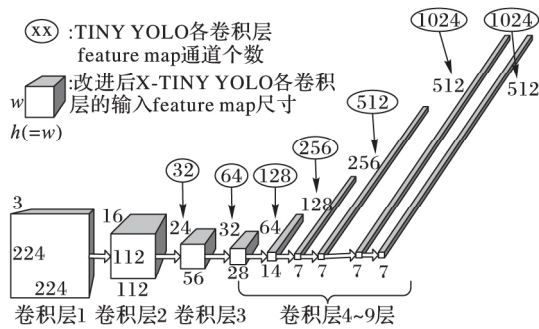 xx :TINY YOLO各卷积层
feature map通道个数
:改进后X-TINY YOLO各卷积
层的输入feature map尺寸
w
h(=w)
1024
1024
512
512
512
256
256
128
128
64
64
32
32
24
16
3
224
224
112
112
56
28
14
7
7
7
7
卷积层1
卷积层2
卷积层3
卷积层4~9层